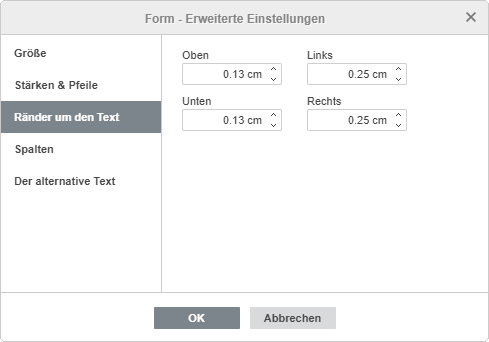 Form - Erweiterte Einstellungen
Größe
Stärken & Pfeile
Ränder um den Text
Spalten
Der alternative Text
Oben
Links
0.13 cm
0.25 cm
Unten
Rechts
0.13 cm
0.25 cm
OK
Abbrechen